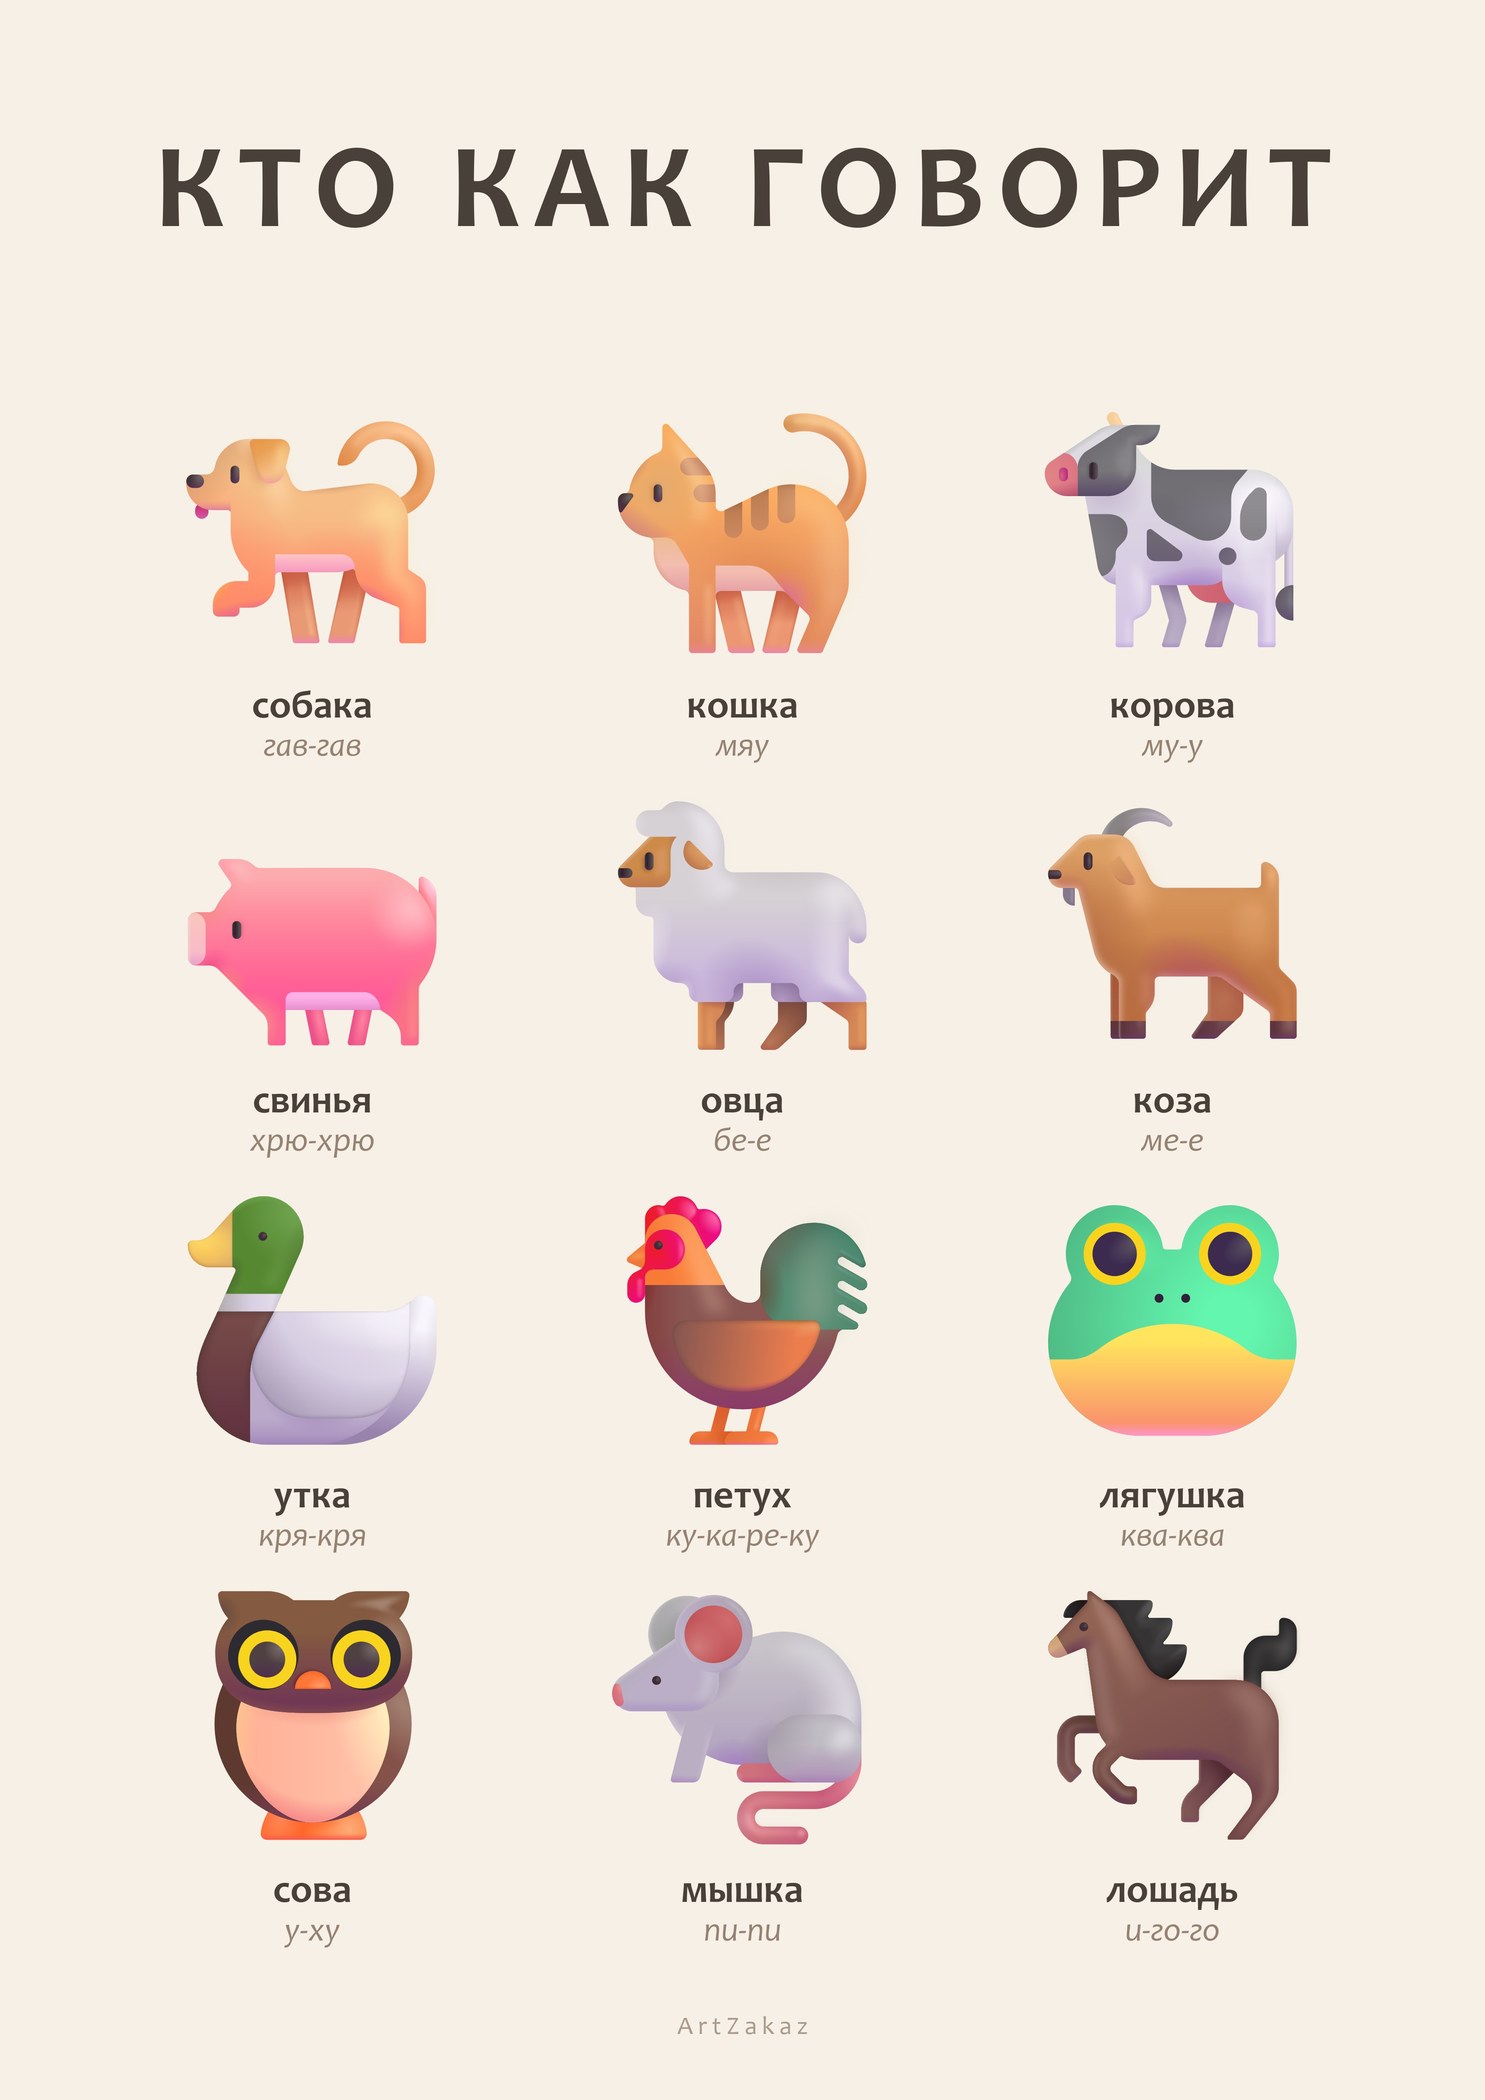 КТО КАК ГОВОРИТ
собака
гав-гав
кошка
мяу
корова
му-у
свинья
хрю-хрю
овца
бе-е
коза
ме-е
утка
кря-кря
петух
ку-ка-ре-ку
лягушка
ква-ква
сова
у-ху
мышка
пи-пи
лошадь
и-го-го
ArtZakaz